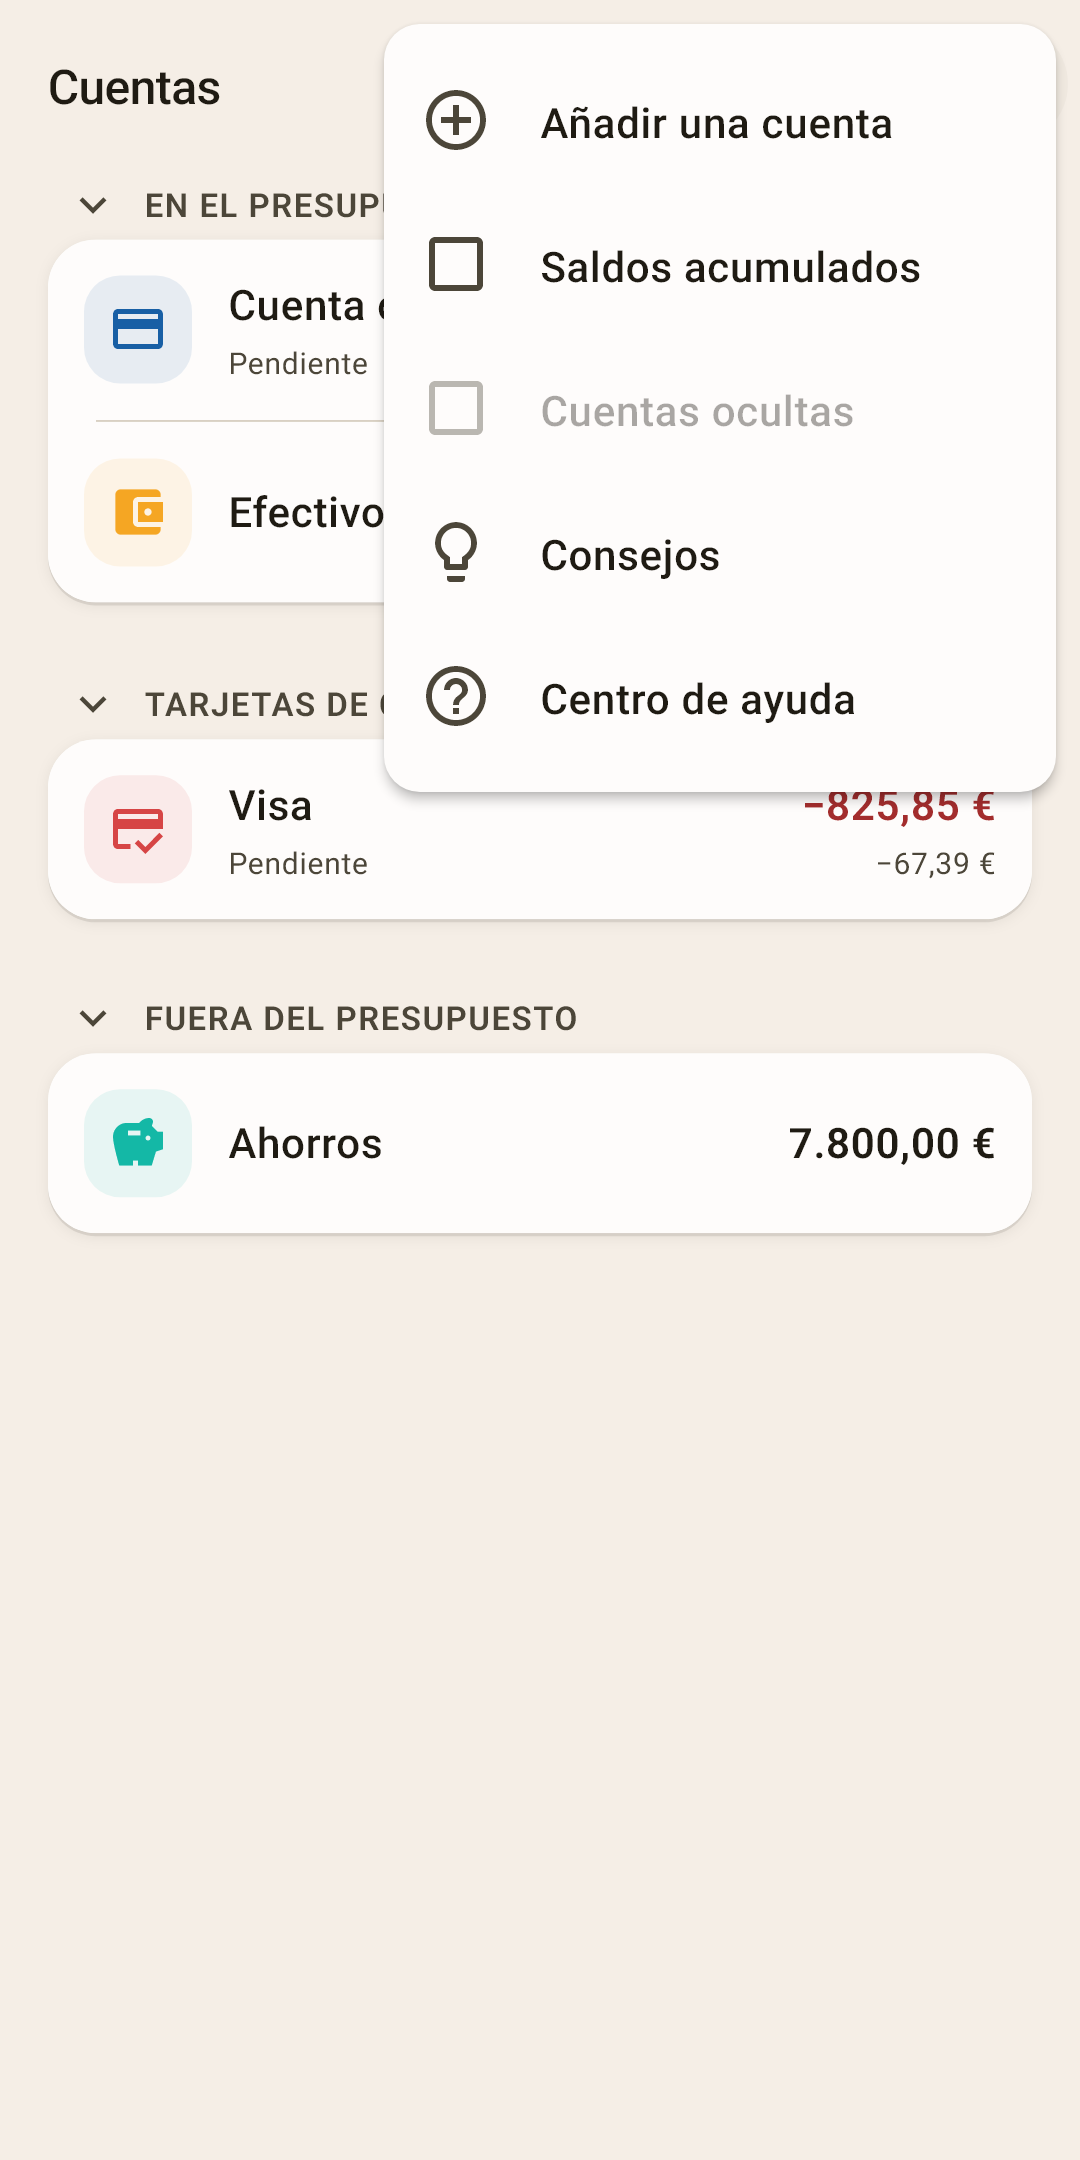 Cuentas
EN EL
Cuenta
Pendiente
Efectivo
TARJETAS DE
Visa
−825,85 €
Pendiente
−67,39 €
FUERA DEL PRESUPUESTO
Ahorros
7.800,00 €
Añadir una cuenta
Saldos acumulados
Cuentas ocultas
Consejos
Centro de ayuda